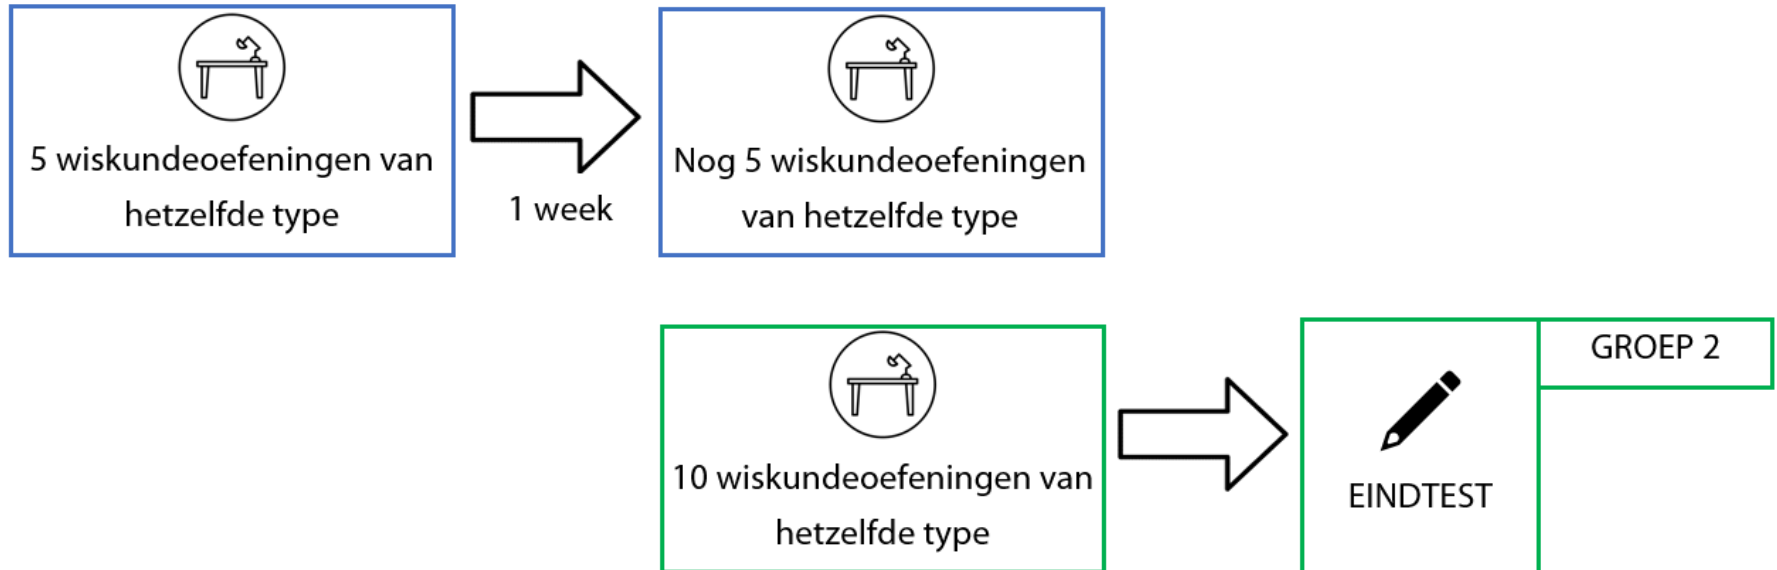 5 wiskundeoefeningen van
hetzelfde type
1 week
Nog 5 wiskundeoefeningen
van hetzelfde type
10 wiskundeoefeningen van
hetzelfde type
EINDTEST
GROEP 2